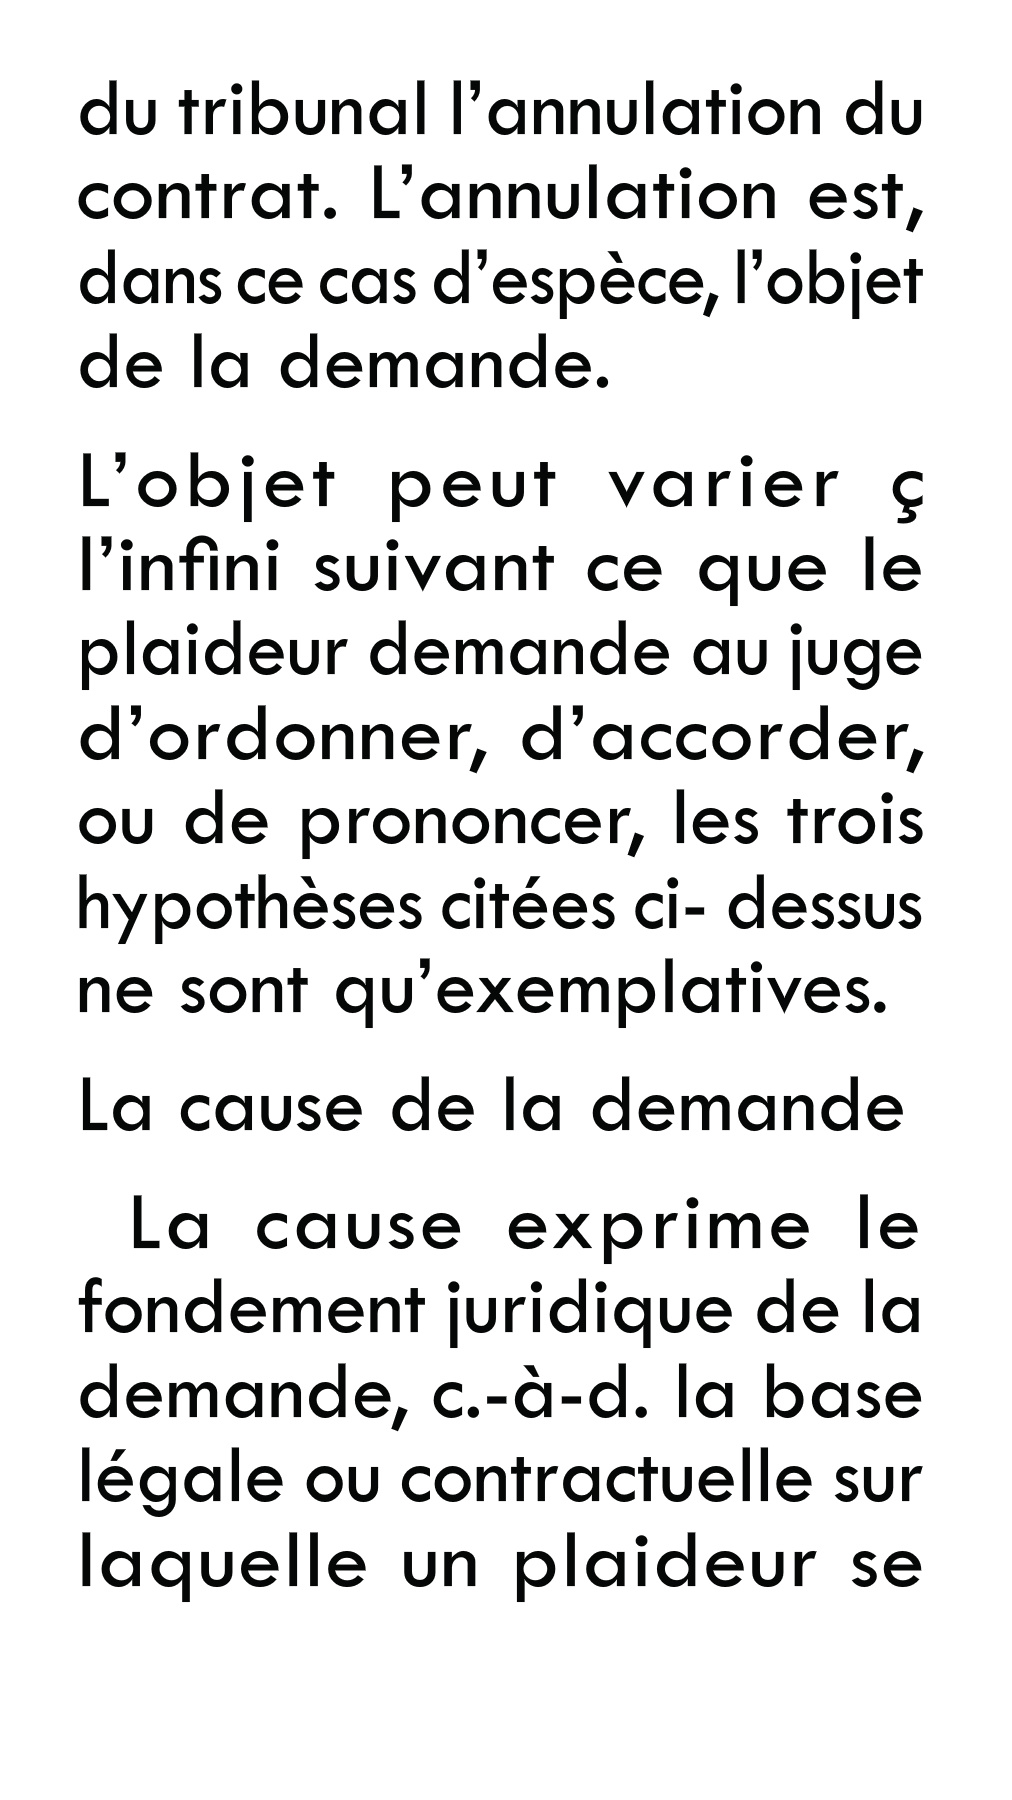 du tribunal l’annulation du
contrat. L’annulation est,
dans ce cas d’espèce, l’objet
de la demande.
L’objet peut varier ç
l’infini suivant ce que le
plaideur demande au juge
d’ordonner, d’accorder,
ou de prononcer, les trois
hypothèses citées ci- dessus
ne sont qu’exemplatives.
La cause de la demande
La cause exprime le
fondement juridique de la
demande, c.-à-d. la base
légale ou contractuelle sur
laquelle un plaideur se